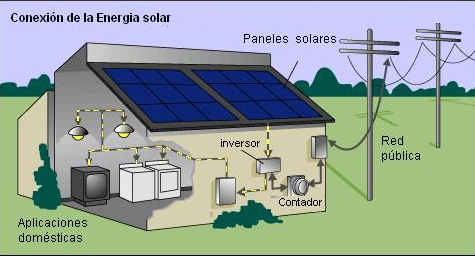 Conexión de la Energia solar
Paneles solares
inversor
Red
pública
Contador
Aplicaciones
domésticas